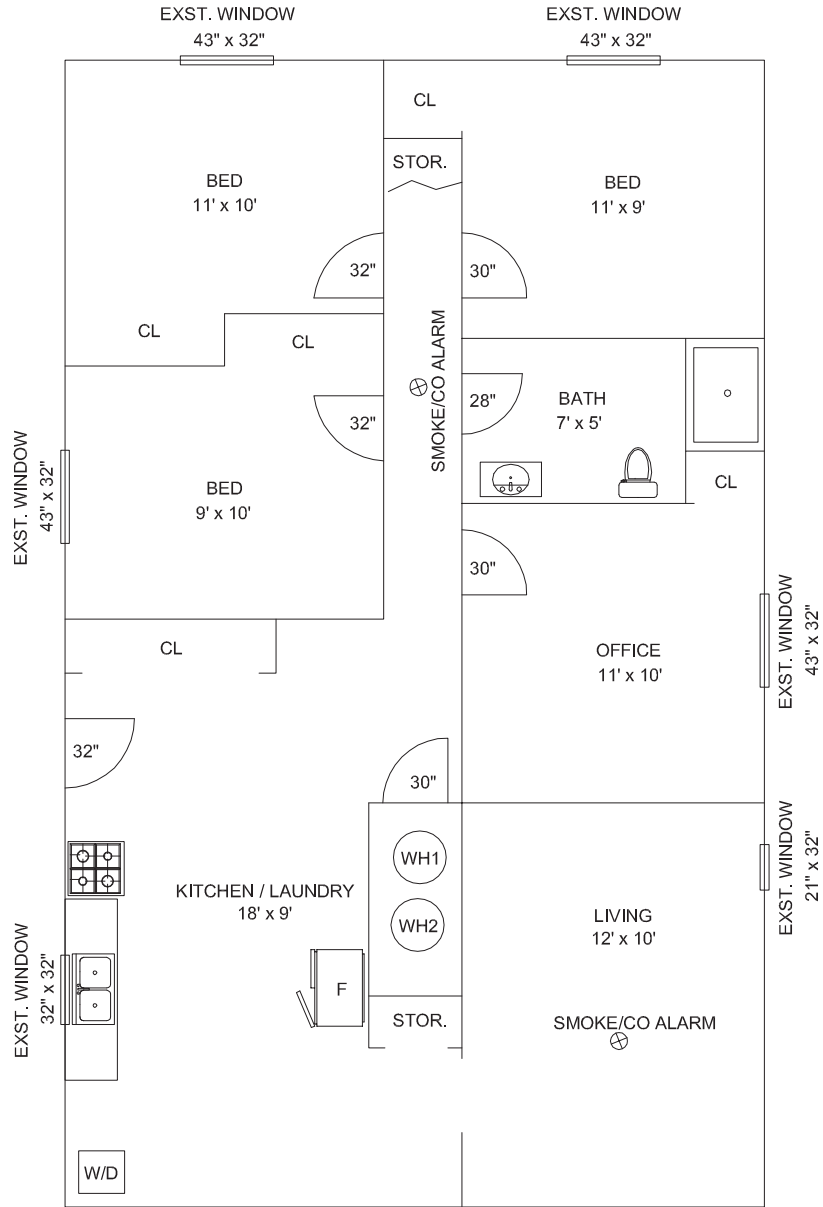 EXST. WINDOW
43" x 32"
EXST. WINDOW
43" x 32"
CL
STOR.
BED
11' x 10'
BED
11' x 9'
32"
30"
CL
CL
SMOKE/CO ALARM
32"
28"
BATH
7' x 5'
EXST. WINDOW
43" x 32"
BED
9' x 10'
CL
30"
EXST. WINDOW
43" x 32"
CL
OFFICE
11' x 10'
32"
30"
EXST. WINDOW
21" x 32"
WH1
KITCHEN / LAUNDRY
18' x 9'
WH2
LIVING
12' x 10'
EXST. WINDOW
32" x 32"
F
STOR.
SMOKE/CO ALARM
W/D